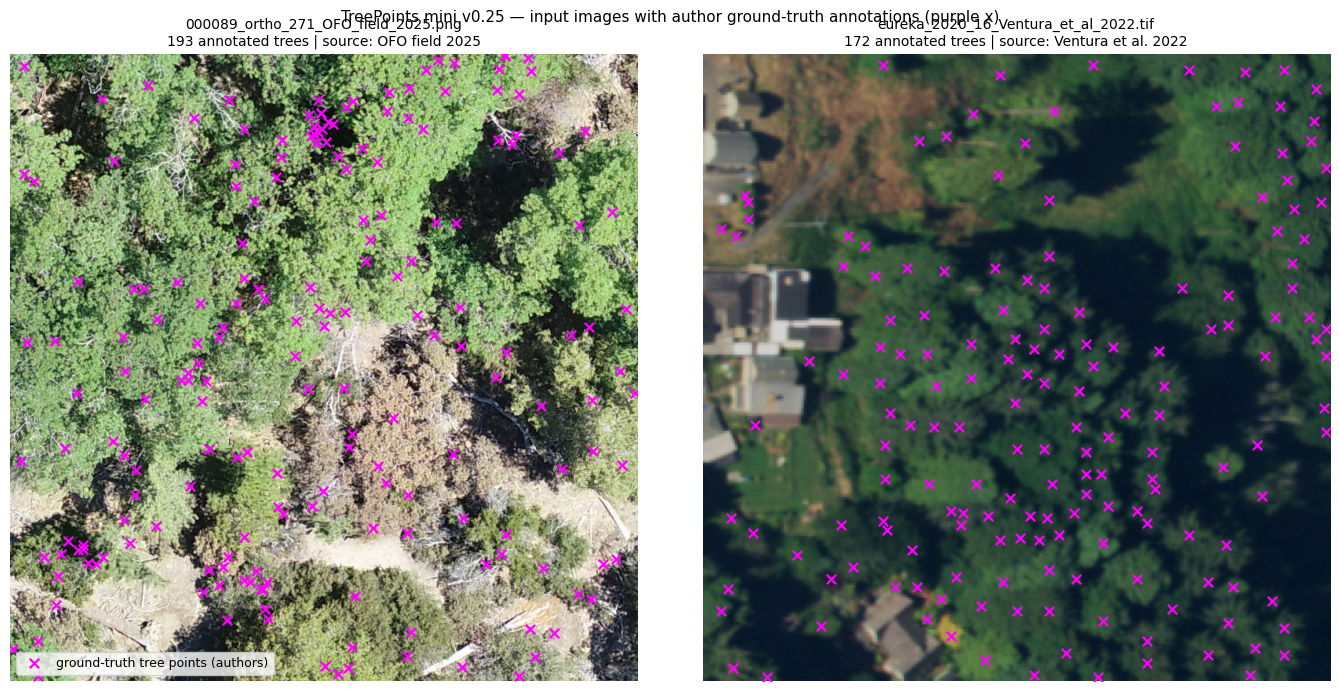 TreePoints mini v0.25 — input images with author ground-truth annotations (purple x)
000089_ortho_271_OFO_field_2025.png
193 annotated trees | source: OFO field 2025
eureka_2020_16_Ventura_et_al_2022.tif
172 annotated trees | source: Ventura et al. 2022
ground-truth tree points (authors)